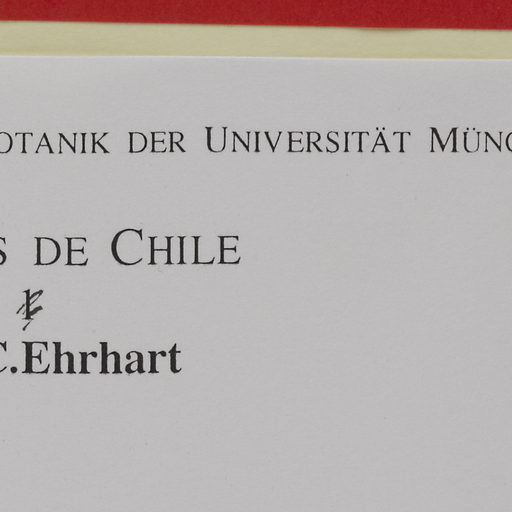 OTANIK DER UNIVERSITÄT MÜNC
S DE CHILE
C.Ehrhart